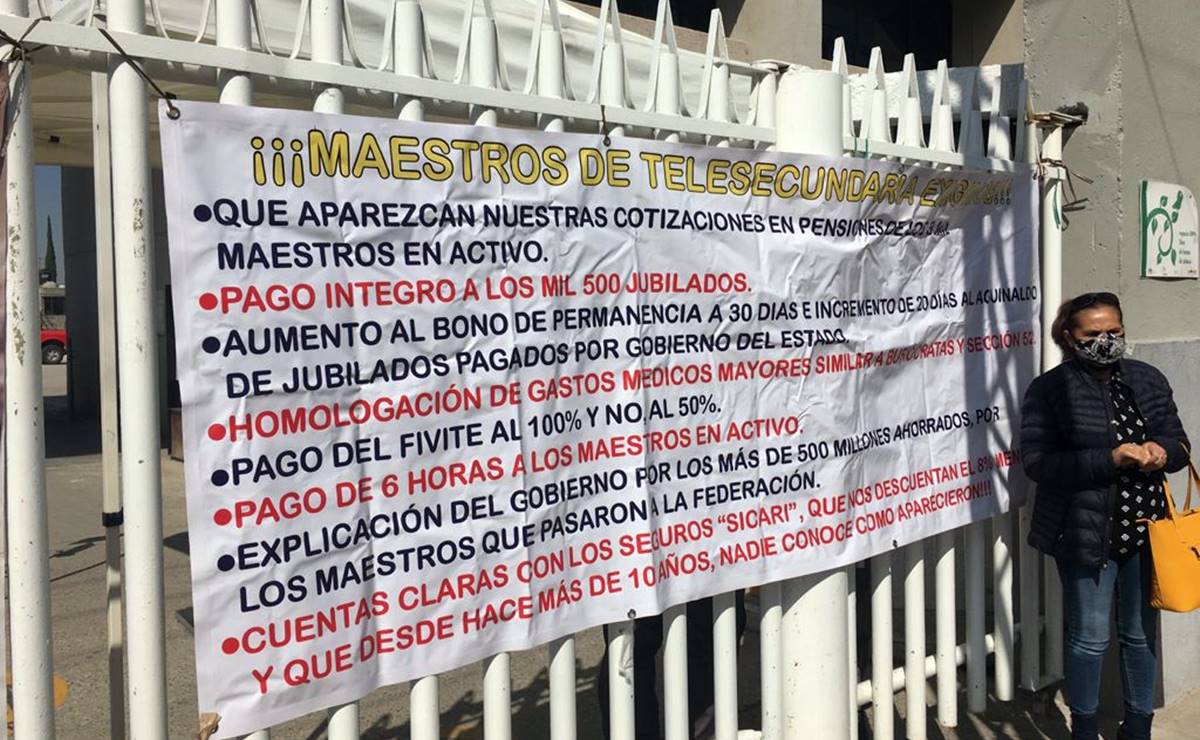 ¡¡¡MAESTROS DE TELESECUNDARIA
•QUE APAREZCAN NUESTRAS COTIZACIONES EN PENSIONES DE LOS
MAESTROS EN ACTIVO.
•PAGO INTEGRO A LOS MIL 500 JUBILADOS.
•AUMENTO AL BONO DE PERMANENCIA A 30 DIAS E INCREMENTO DE 20 DÍAS AL AGUINALDO
DE JUBILADOS PAGADOS POR GOBIERNO DEL ESTADO.
•HOMOLOGACIÓN DE GASTOS MEDICOS MAYORES SIMILAR A BUROCRATAS Y SECCIÓN 52.
•PAGO DEL FIVITE AL 100% Y NO AL 50%.
•PAGO DE 6 HORAS A LOS MAESTROS EN ACTIVO.
•EXPLICACIÓN DEL GOBIERNO POR LOS MÁS DE 500 MILLONES AHORRADOS, POR
LOS MAESTROS QUE PASARON A LA FEDERACIÓN.
•CUENTAS CLARAS CON LOS SEGUROS “SICARI”, QUE NOS DESCUENTAN EL 8% MEN
Y QUE DESDE HACE MÁS DE 10 AÑOS, NADIE CONOCE COMO APARECIERON!!!